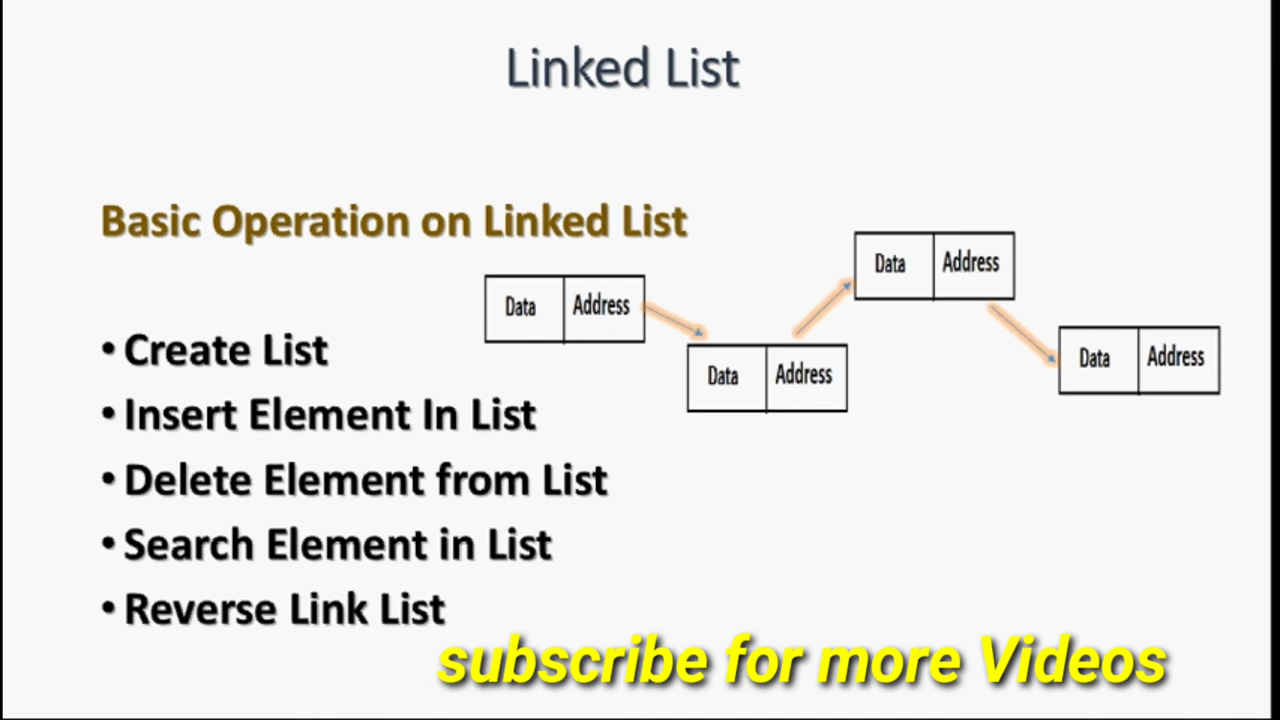 Linked List
Basic Operation on Linked List
Data Address
Data Address
Data Address
Data Address
• Create List
• Insert Element In List
• Delete Element from List
• Search Element in List
• Reverse Link List
subscribe for more Videos